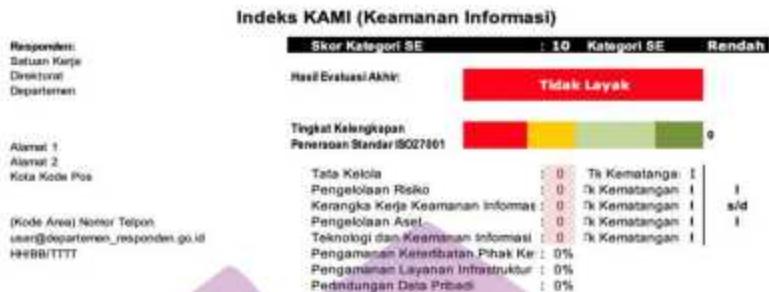 Indeks KAMI (Keamanan Informasi)
Responden:
Satuan Kerja
Direktorat
Departemen
Alamat 1
Alamat 2
Kota Kode Pos
(Kode Area) Nomor Telpon
user@departemen_responden.go.id
HH/BB/TTTT
Skor Kategori SE : 10 Kategori SE Rendah
Hasil Evaluasi Akhir: Tidak Layak
Tingkat Kelengkapan
Penerapan Standar ISO27001 0
Tata Kelola : 0 Tk Kematanga: I
Pengelolaan Risiko : 0 Tk Kematangan I I
Kerangka Kerja Keamanan Informas : 0 Tk Kematangan I s/d
Pengelolaan Aset : 0 Tk Kematangan I I
Teknologi dan Keamanan Informasi : 0 Tk Kematangan I
Pengamanan Keterlibatan Pihak Ke : 0%
Pengamanan Layanan Infrastruktur : 0%
Perlindungan Data Pribadi : 0%